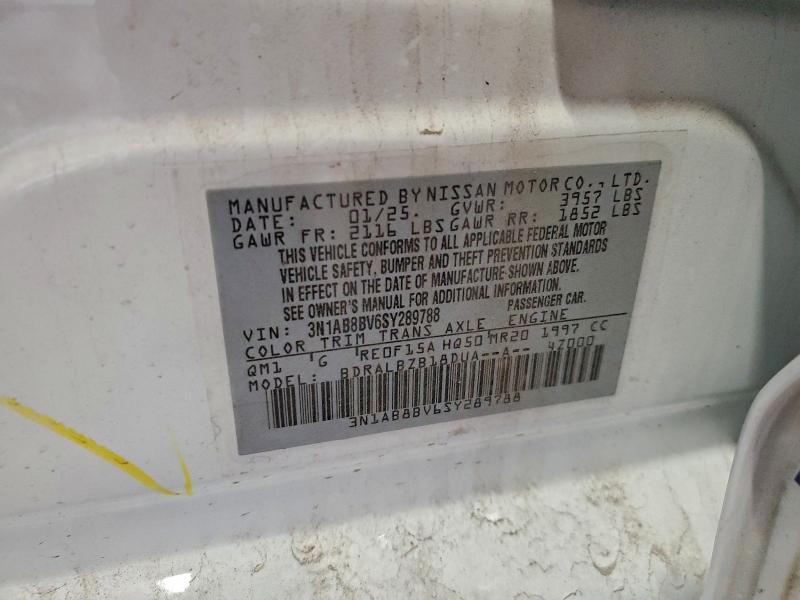 MANUFACTURED BY NISSAN MOTOR CO., LTD.
DATE: 01/25. GVWR: 3957 LBS
GAWR FR: 2116 LBS GAWR RR: 1852 LBS
THIS VEHICLE CONFORMS TO ALL APPLICABLE FEDERAL MOTOR
VEHICLE SAFETY, BUMPER AND THEFT PREVENTION STANDARDS
IN EFFECT ON THE DATE OF MANUFACTURE SHOWN ABOVE.
SEE OWNER'S MANUAL FOR ADDITIONAL INFORMATION.
VIN: 3N1AB8BV6SY289788 PASSENGER CAR.
COLOR TRIM TRANS AXLE ENGINE
QM1 'G 'RE0F15A HQ50'MR20 1997 CC
MODEL: BDRALBZB18DUA--A-- 4Z000
3N1AB8BV6SY289788